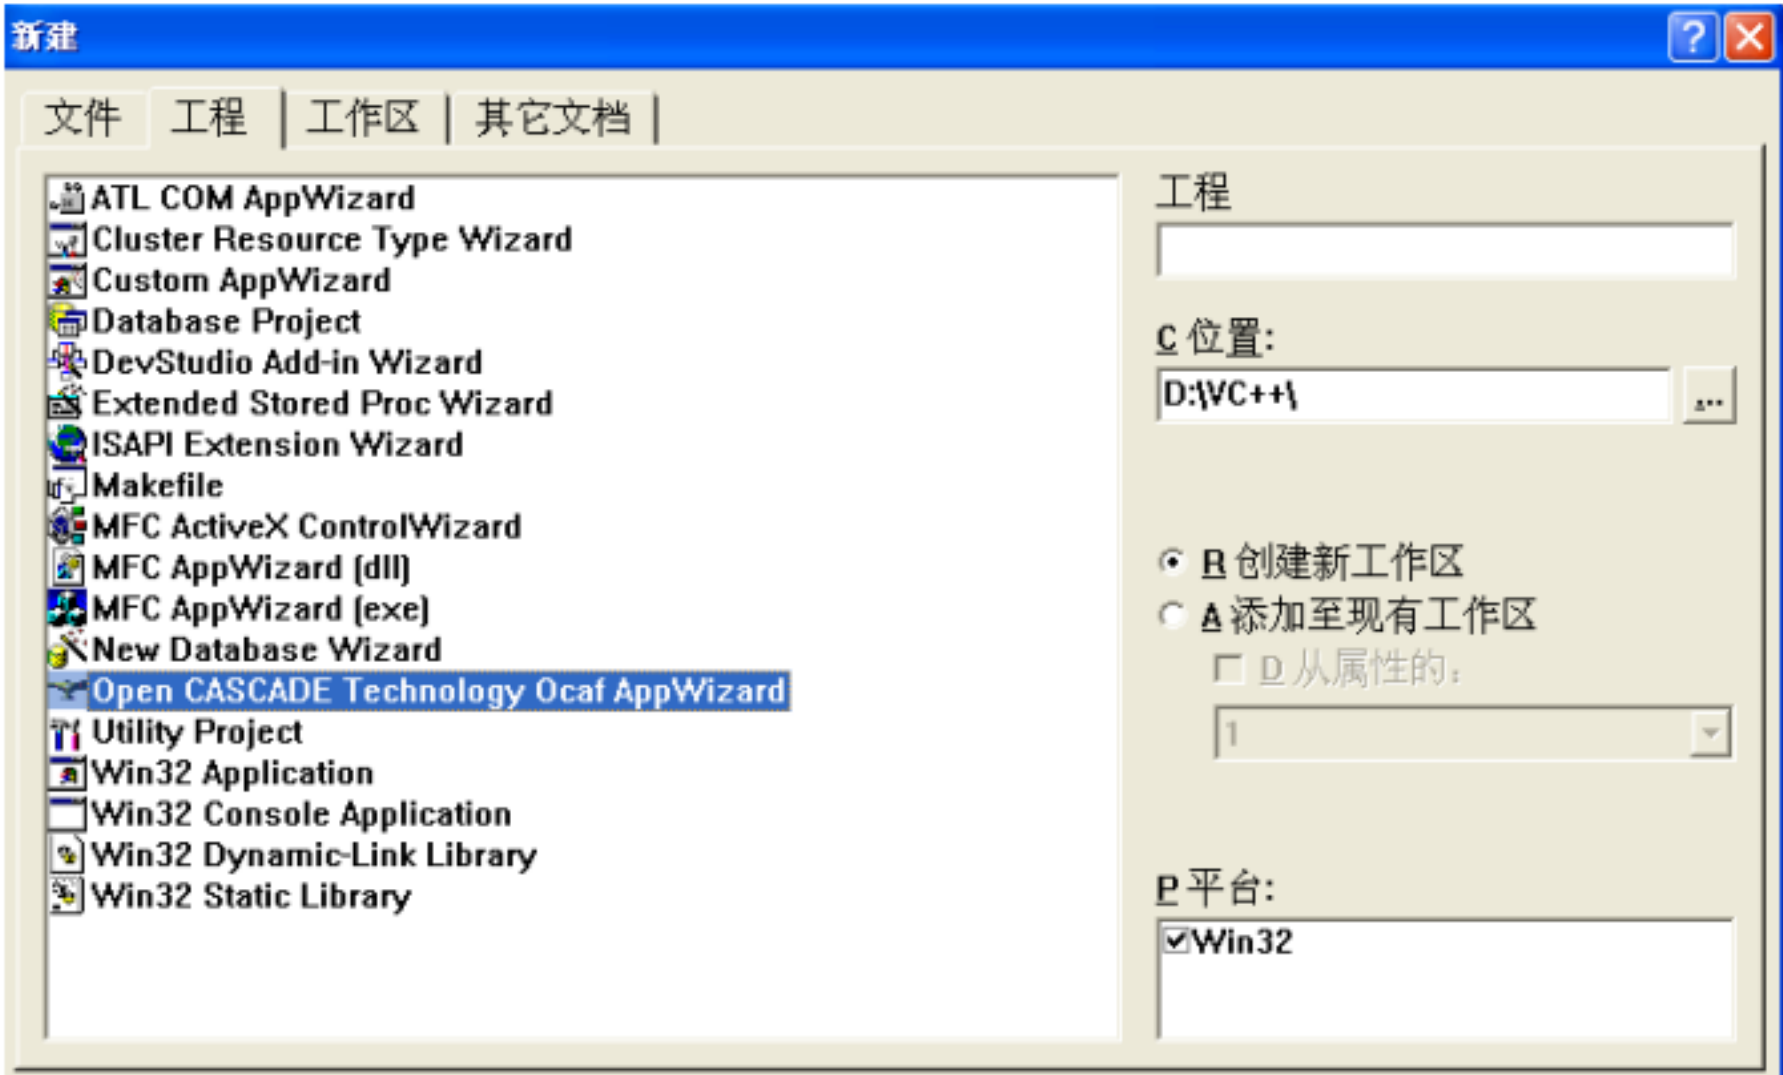 新建
文件 工程 工作区 其它文档
ATL COM AppWizard
Cluster Resource Type Wizard
Custom AppWizard
Database Project
DevStudio Add-in Wizard
Extended Stored Proc Wizard
ISAPI Extension Wizard
Makefile
MFC ActiveX ControlWizard
MFC AppWizard (dll)
MFC AppWizard (exe)
New Database Wizard
Open CASCADE Technology Ocaf AppWizard
Utility Project
Win32 Application
Win32 Console Application
Win32 Dynamic-Link Library
Win32 Static Library
工程
C 位置:
D:\VC++\
...
R 创建新工作区
A 添加至现有工作区
D 从属性的:
1
P 平台:
Win32